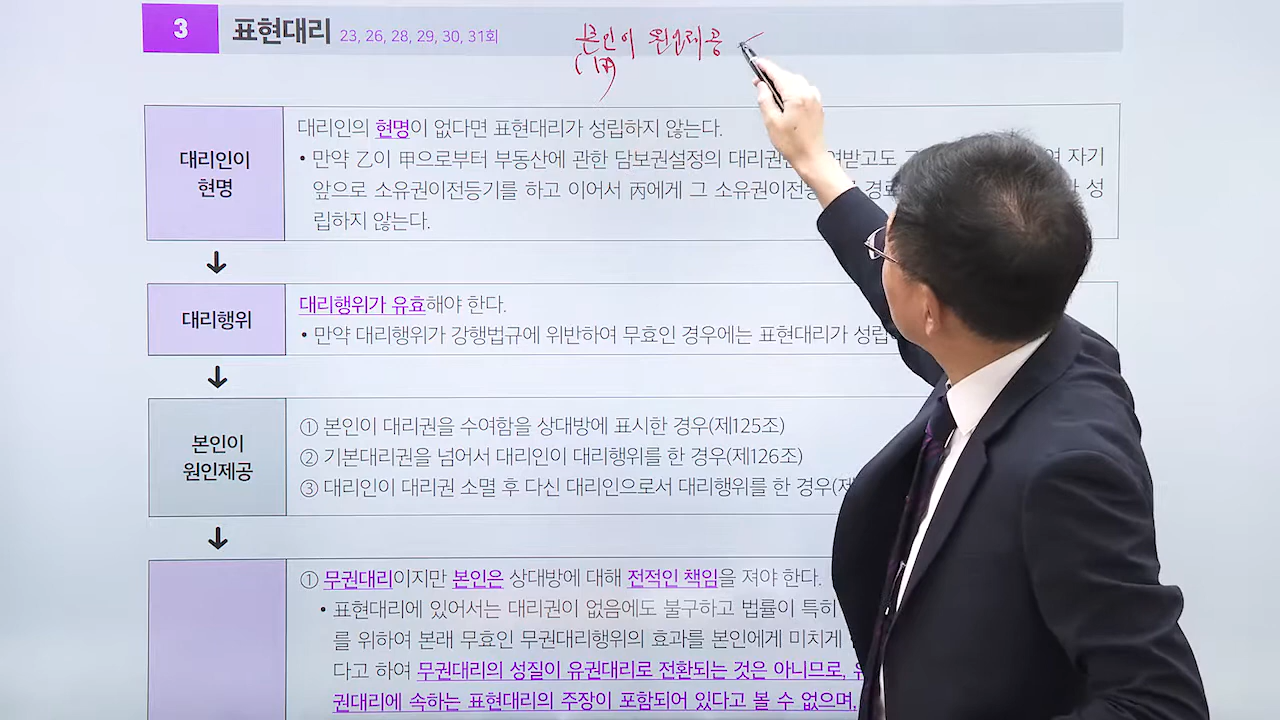 3 표현대리 23, 26, 28, 29, 30, 31회
본인이 원인제공
(甲)
대리인이
현명
대리인의 현명이 없다면 표현대리가 성립하지 않는다.
• 만약 乙이 甲으로부터 부동산에 관한 담보권설정의 대리권만 자기
앞으로 소유권이전등기를 하고 이어서 丙에게 그 소유권이전등 경료 성
립하지 않는다.
대리행위
대리행위가 유효해야 한다.
• 만약 대리행위가 강행법규에 위반하여 무효인 경우에는 표현대리가 성립
본인이
원인제공
① 본인이 대리권을 수여함을 상대방에 표시한 경우(제125조)
② 기본대리권을 넘어서 대리인이 대리행위를 한 경우(제126조)
③ 대리인이 대리권 소멸 후 다신 대리인으로서 대리행위를 한 경우(제
① 무권대리이지만 본인은 상대방에 대해 전적인 책임을 져야 한다.
• 표현대리에 있어서는 대리권이 없음에도 불구하고 법률이 특히
를 위하여 본래 무효인 무권대리행위의 효과를 본인에게 미치게
다고 하여 무권대리의 성질이 유권대리로 전환되는 것은 아니므로, 유
권대리에 속하는 표현대리의 주장이 포함되어 있다고 볼 수 없으며,